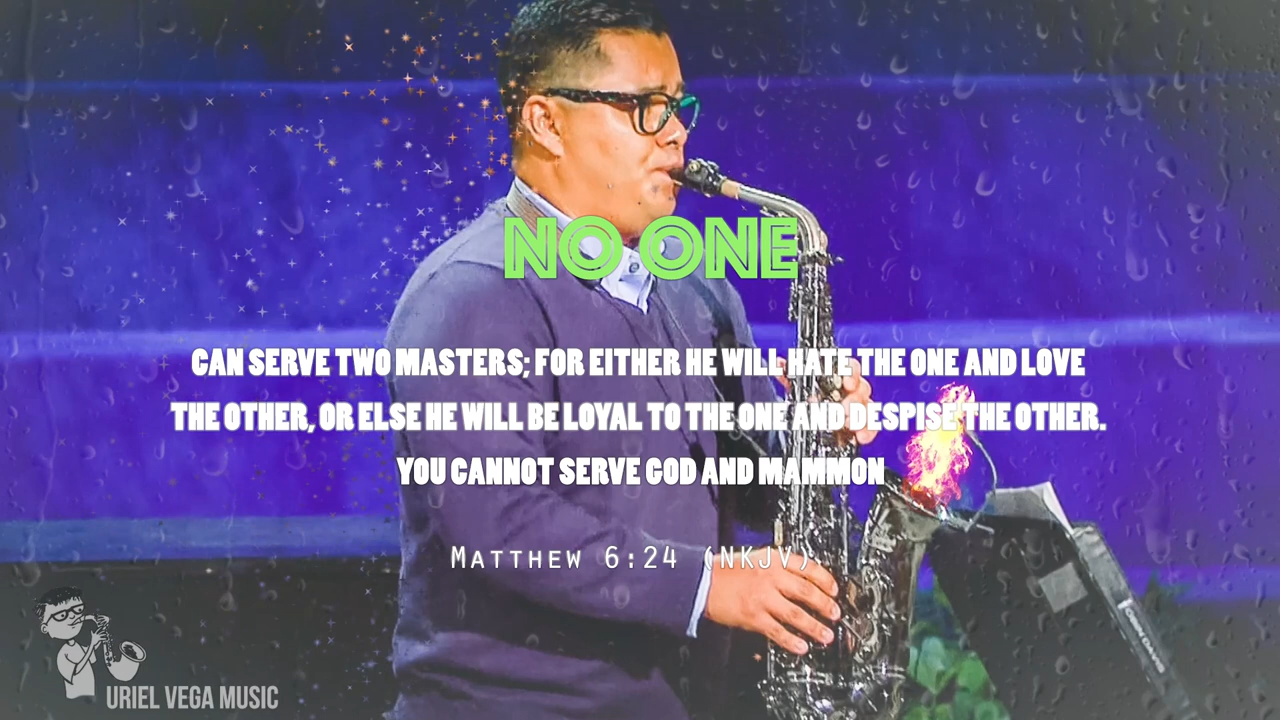 NO ONE
CAN SERVE TWO MASTERS; FOR EITHER HE WILL HATE THE ONE AND LOVE
THE OTHER, OR ELSE HE WILL BE LOYAL TO THE ONE AND DESPISE THE OTHER.
YOU CANNOT SERVE GOD AND MAMMON
Matthew 6:24 (NKJV)
URIEL VEGA MUSIC